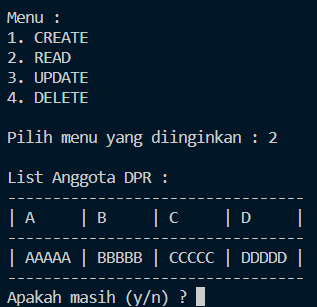 Menu :
1. CREATE
2. READ
3. UPDATE
4. DELETE
Pilih menu yang diinginkan : 2
List Anggota DPR :
---------------------------------
| A     | B     | C     | D     |
---------------------------------
| AAAAA | BBBBB | CCCCC | DDDDD |
---------------------------------
Apakah masih (y/n) ?